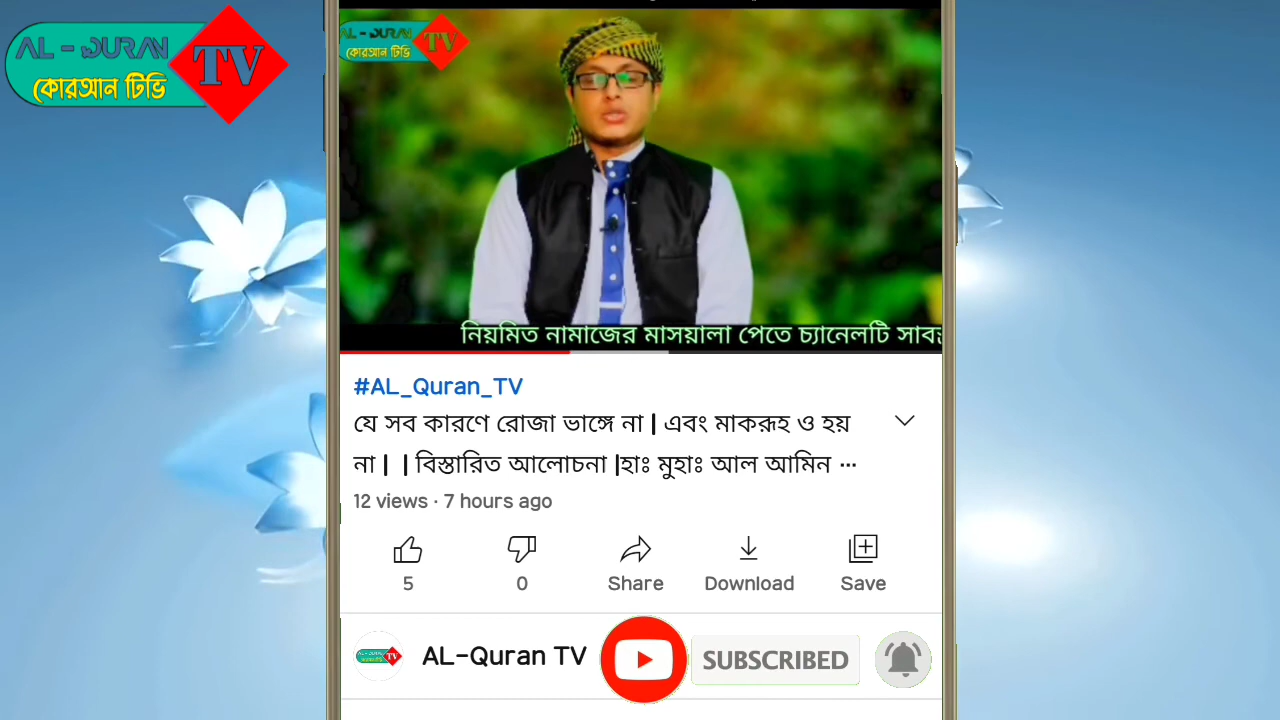 AL - QURAN
কোরআন টিভি
TV
AL - QURAN
কোরআন টিভি
TV
নিয়মিত নামাজের মাসয়ালা পেতে চ্যানেলটি
#AL_Quran_TV
যে সব কারণে রোজা ভাঙ্গে না | এবং মাকরূহ ও হয়
না | | বিস্তারিত আলোচনা |হাঃ মুহাঃ আল আমিন ...
12 views · 7 hours ago
5 0 Share Download Save
AL-Quran TV SUBSCRIBED